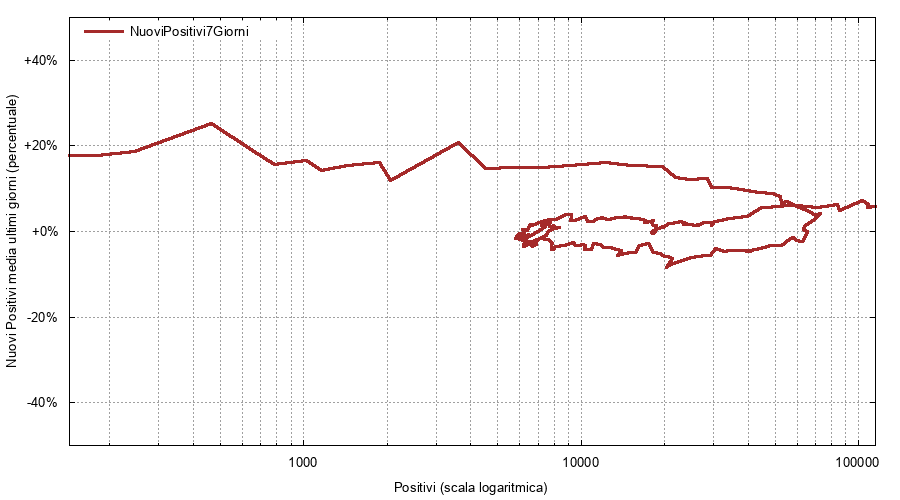 NuoviPositivi7Giorni
+40%
+20%
+0%
-20%
-40%
Nuovi Positivi media ultimi giorni (percentuale)
1000
10000
100000
Positivi (scala logaritmica)